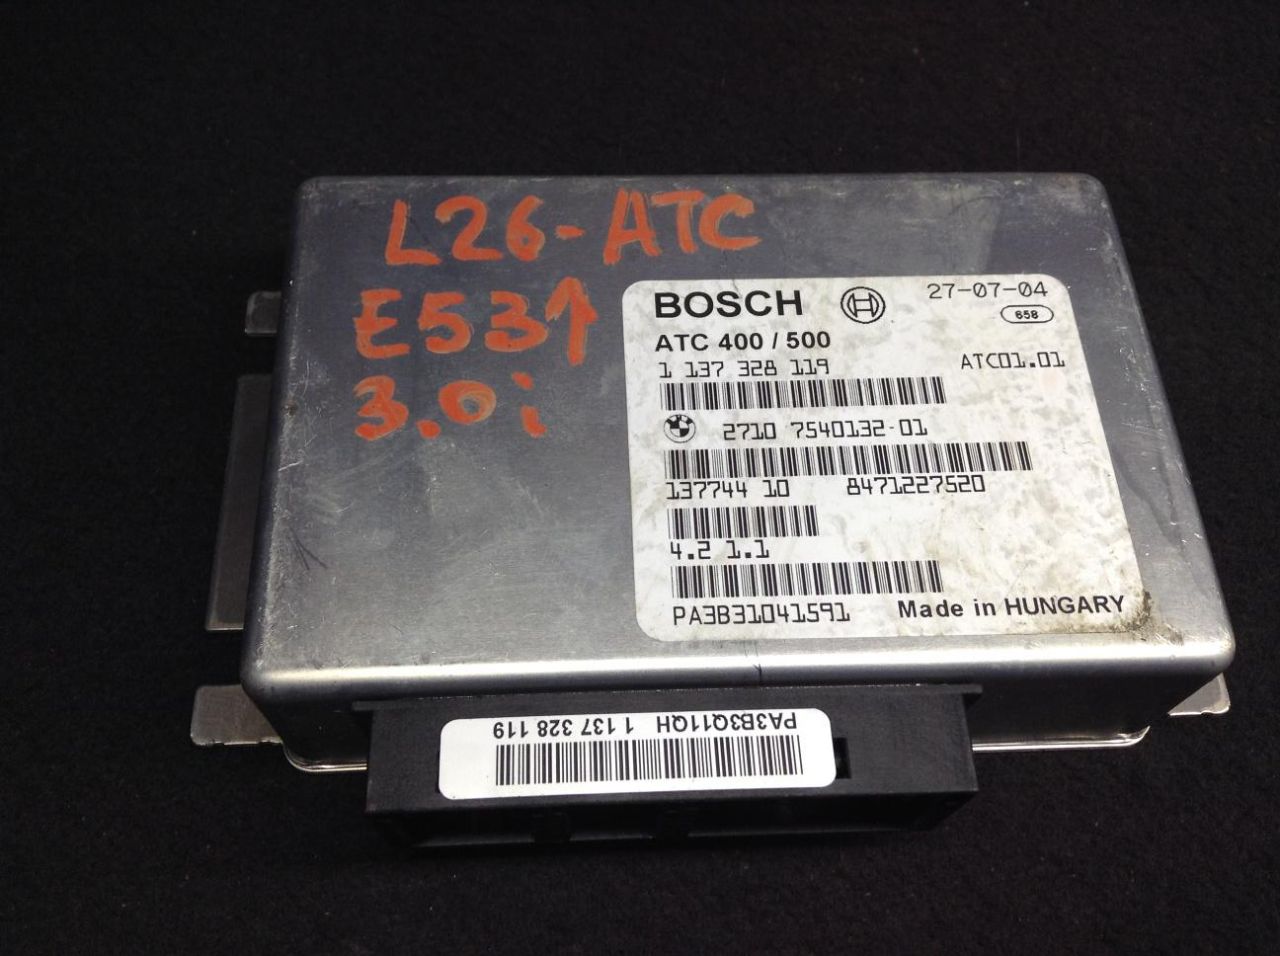 L26-ATC
E53↑
3.0i
BOSCH
27-07-04
658
ATC 400 / 500
1 137 328 119
ATC01.01
2710 7540132-01
137744 10 8471227520
4.2 1.1
PA3B31041591
Made in HUNGARY
PA3B3Q11QH 1 137 328 119